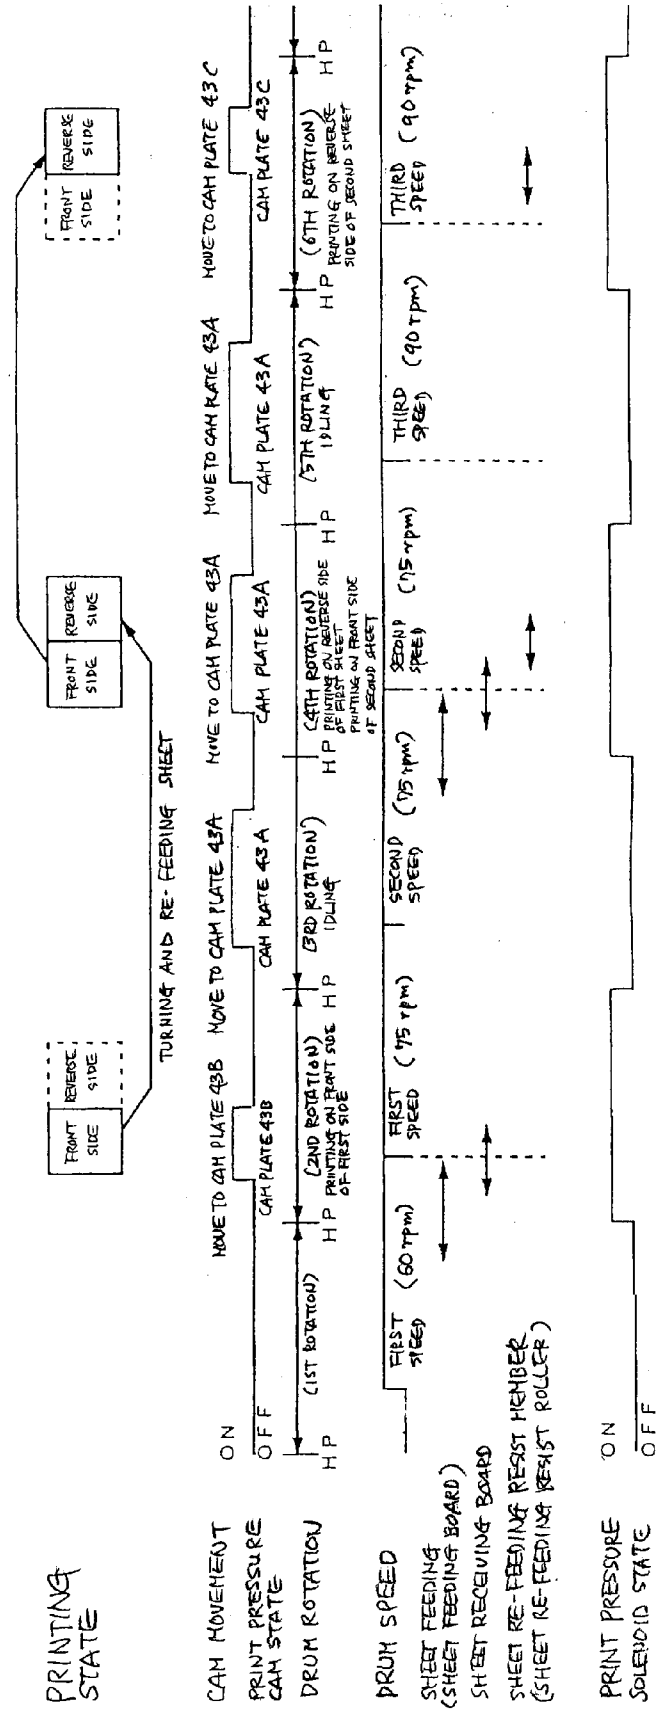 PRINTING
STATE
FRONT
SIDE
REVERSE
SIDE
FRONT
SIDE
REVERSE
SIDE
FRONT
SIDE
REVERSE
SIDE
TURNING AND RE-FEEDING SHEET
CAM MOVEMENT
MOVE TO CAM PLATE 43B
MOVE TO CAM PLATE 43A
MOVE TO CAM PLATE 43A
MOVE TO CAM PLATE 43A
MOVE TO CAM PLATE 43C
PRINT PRESSURE
CAM STATE
ON
OFF
CAM PLATE 43B
CAM PLATE 43A
CAM PLATE 43A
CAM PLATE 43A
CAM PLATE 43C
DRUM ROTATION
(1ST ROTATION)
(2ND ROTATION)
PRINTING ON FRONT SIDE
OF FIRST SIDE
(3RD ROTATION)
IDLING
(4TH ROTATION)
PRINTING ON REVERSE SIDE
OF FIRST SHEET
PRINTING ON FRONT SIDE
OF SECOND SHEET
(5TH ROTATION)
IDLING
(6TH ROTATION)
PRINTING ON REVERSE
SIDE OF SECOND SHEET
HP
HP
HP
HP
HP
HP
HP
DRUM SPEED
FIRST
SPEED
(60 rpm)
FIRST
SPEED
(75 rpm)
SECOND
SPEED
(75 rpm)
SECOND
SPEED
(75 rpm)
THIRD
SPEED
(90 rpm)
THIRD
SPEED
(90 rpm)
SHEET FEEDING
(SHEET FEEDING BOARD)
SHEET RECEIVING BOARD
SHEET RE-FEEDING RESIST MEMBER
(SHEET RE-FEEDING RESIST ROLLER)
PRINT PRESSURE
SOLENOID STATE
ON
OFF